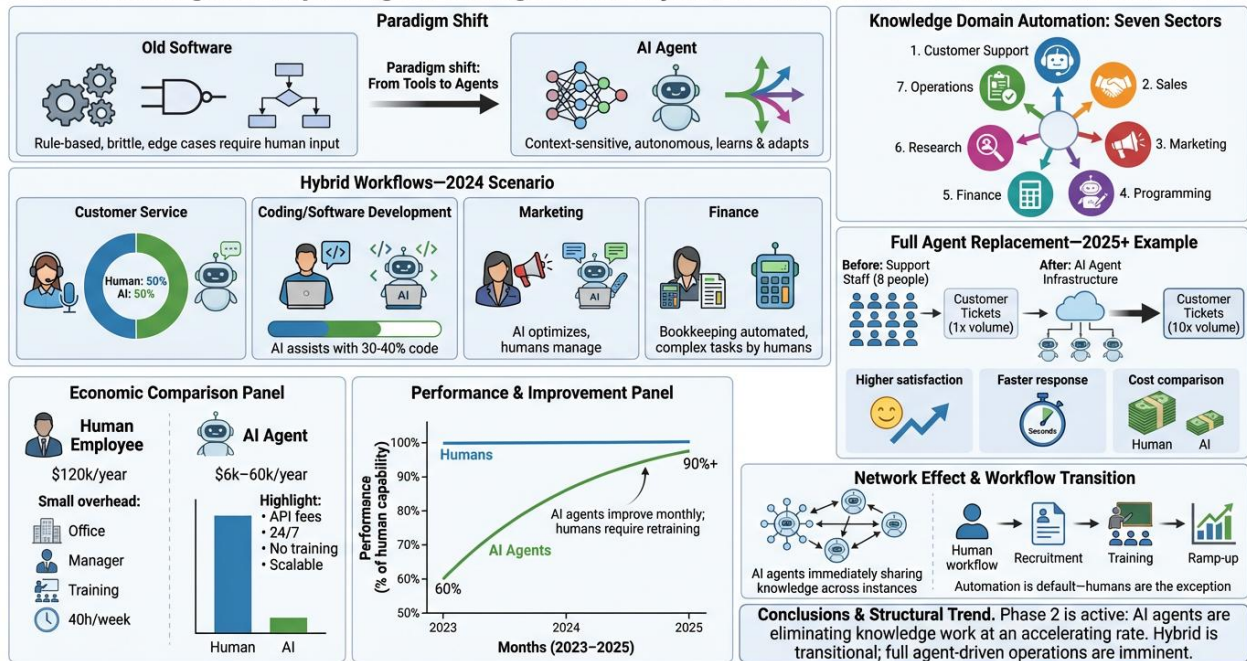 Paradigm Shift
Old Software
Rule-based, brittle, edge cases require human input
Paradigm shift:
From Tools to Agents
AI Agent
Context-sensitive, autonomous, learns & adapts
Knowledge Domain Automation: Seven Sectors
1. Customer Support
2. Sales
3. Marketing
4. Programming
5. Finance
6. Research
7. Operations
Hybrid Workflows—2024 Scenario
Customer Service
Human: 50%
AI: 50%
Coding/Software Development
</>
</>
</>
AI
AI assists with 30-40% code
Marketing
AI
AI optimizes,
humans manage
Finance
Bookkeeping automated,
complex tasks by humans
Full Agent Replacement—2025+ Example
Before: Support
Staff (8 people)
Customer
Tickets
(1x volume)
After: AI Agent
Infrastructure
Customer
Tickets
(10x volume)
Higher satisfaction
Faster response
Seconds
Cost comparison
Human
AI
Economic Comparison Panel
Human
Employee
$120k/year
Small overhead:
Office
Manager
Training
40h/week
AI Agent
$6k–60k/year
Highlight:
• API fees
• 24/7
• No training
• Scalable
Human
AI
Performance & Improvement Panel
Performance
(% of human capability)
100%
90%
80%
70%
60%
50%
Humans
AI Agents
60%
90%+
AI agents improve monthly;
humans require retraining
2023
2024
2025
Months (2023–2025)
Network Effect & Workflow Transition
AI agents immediately sharing
knowledge across instances
Human
workflow
Recruitment
Training
Ramp-up
Automation is default—humans are the exception
Conclusions & Structural Trend. Phase 2 is active: AI agents are
eliminating knowledge work at an accelerating rate. Hybrid is
transitional; full agent-driven operations are imminent.